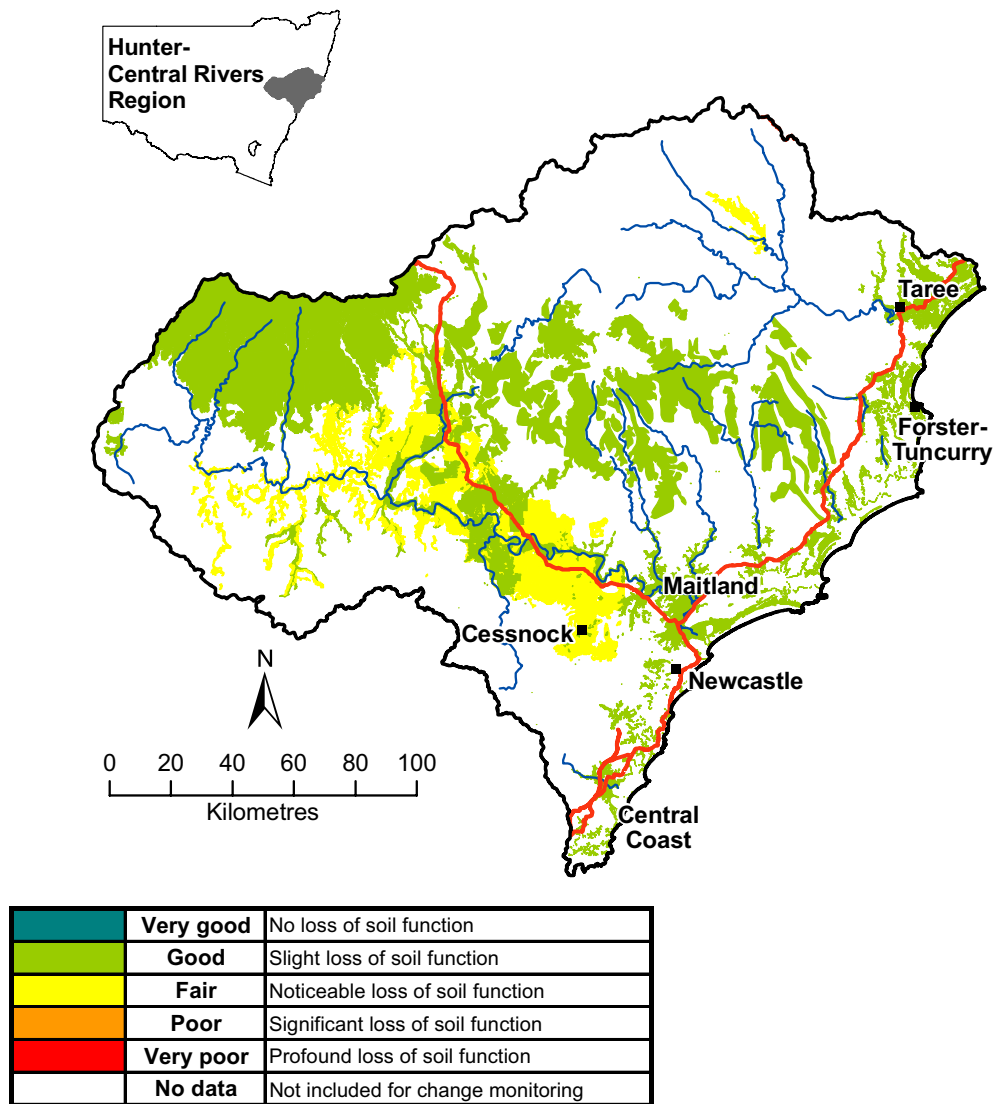 Hunter-
Central Rivers
Region
Taree
Forster-
Tuncurry
Maitland
Cessnock
Newcastle
N
0 20 40 60 80 100
Kilometres
Central
Coast
Very good No loss of soil function
Good Slight loss of soil function
Fair Noticeable loss of soil function
Poor Significant loss of soil function
Very poor Profound loss of soil function
No data Not included for change monitoring